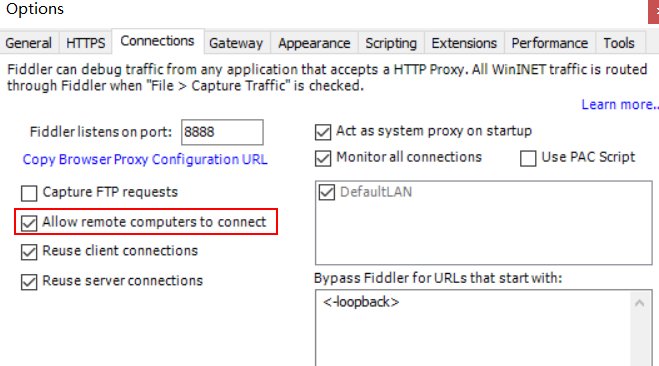 Options
General HTTPS Connections Gateway Appearance Scripting Extensions Performance Tools
Fiddler can debug traffic from any application that accepts a HTTP Proxy. All WinINET traffic is routed
through Fiddler when "File > Capture Traffic" is checked.
Learn more..
Fiddler listens on port: 8888
Copy Browser Proxy Configuration URL
Capture FTP requests
Allow remote computers to connect
Reuse client connections
Reuse server connections
Act as system proxy on startup
Monitor all connections Use PAC Script
DefaultLAN
Bypass Fiddler for URLs that start with:
<-loopback>